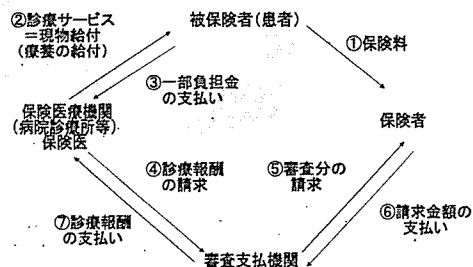 ②診療サービス
＝現物給付
(療養の給付)
被保険者(患者)
①保険料
③一部負担金
の支払い
保険医療機関
(病院診療所等)
保険医
保険者
④診療報酬
の請求
⑤審査分の
請求
⑥請求金額の
支払い
⑦診療報酬
の支払い
審査支払機関